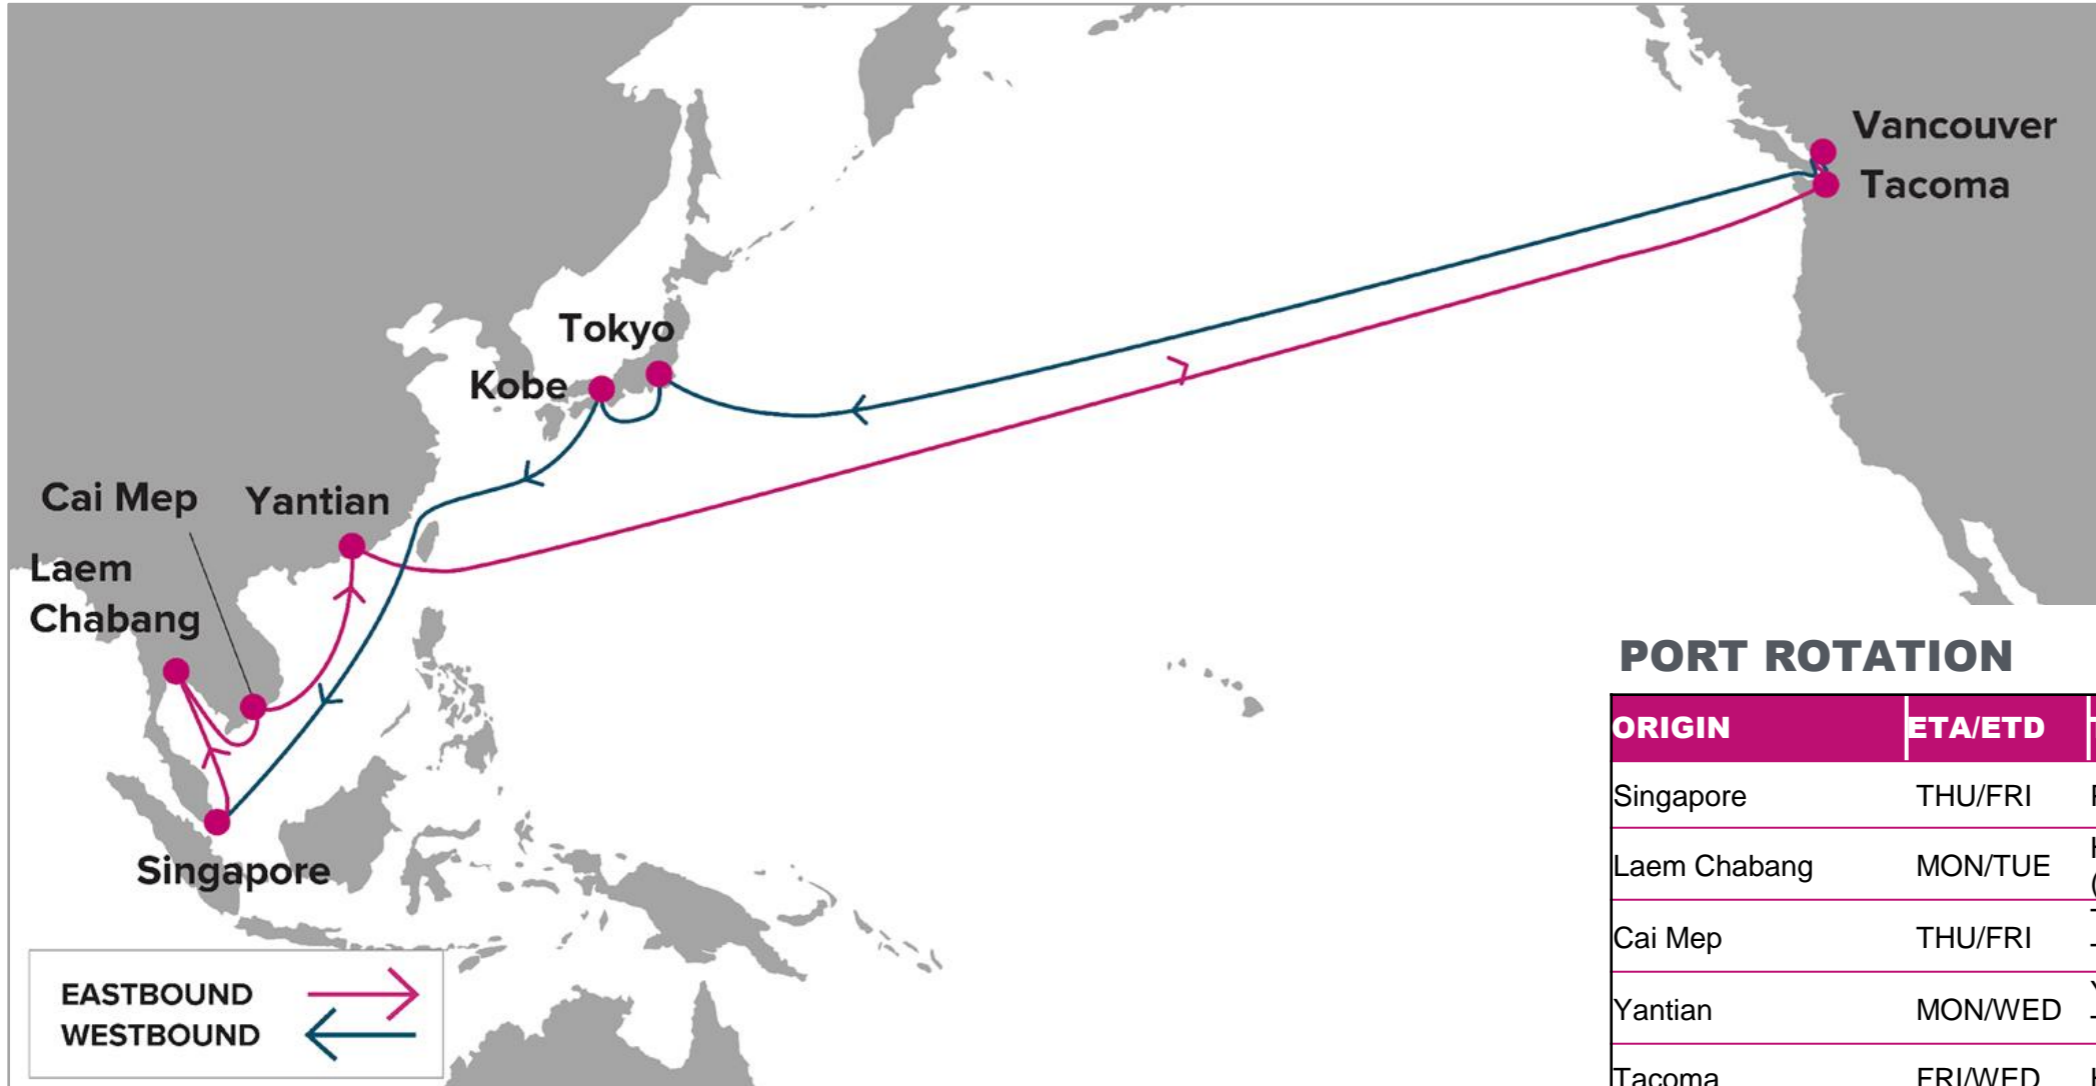 Vancouver
Tacoma
Tokyo
Kobe
Cai Mep
Yantian
Laem
Chabang
Singapore
EASTBOUND
WESTBOUND
PORT ROTATION
ORIGIN ETA/ETD
Singapore THU/FRI
Laem Chabang MON/TUE
Cai Mep THU/FRI
Yantian MON/WED
Tacoma FRI/WED